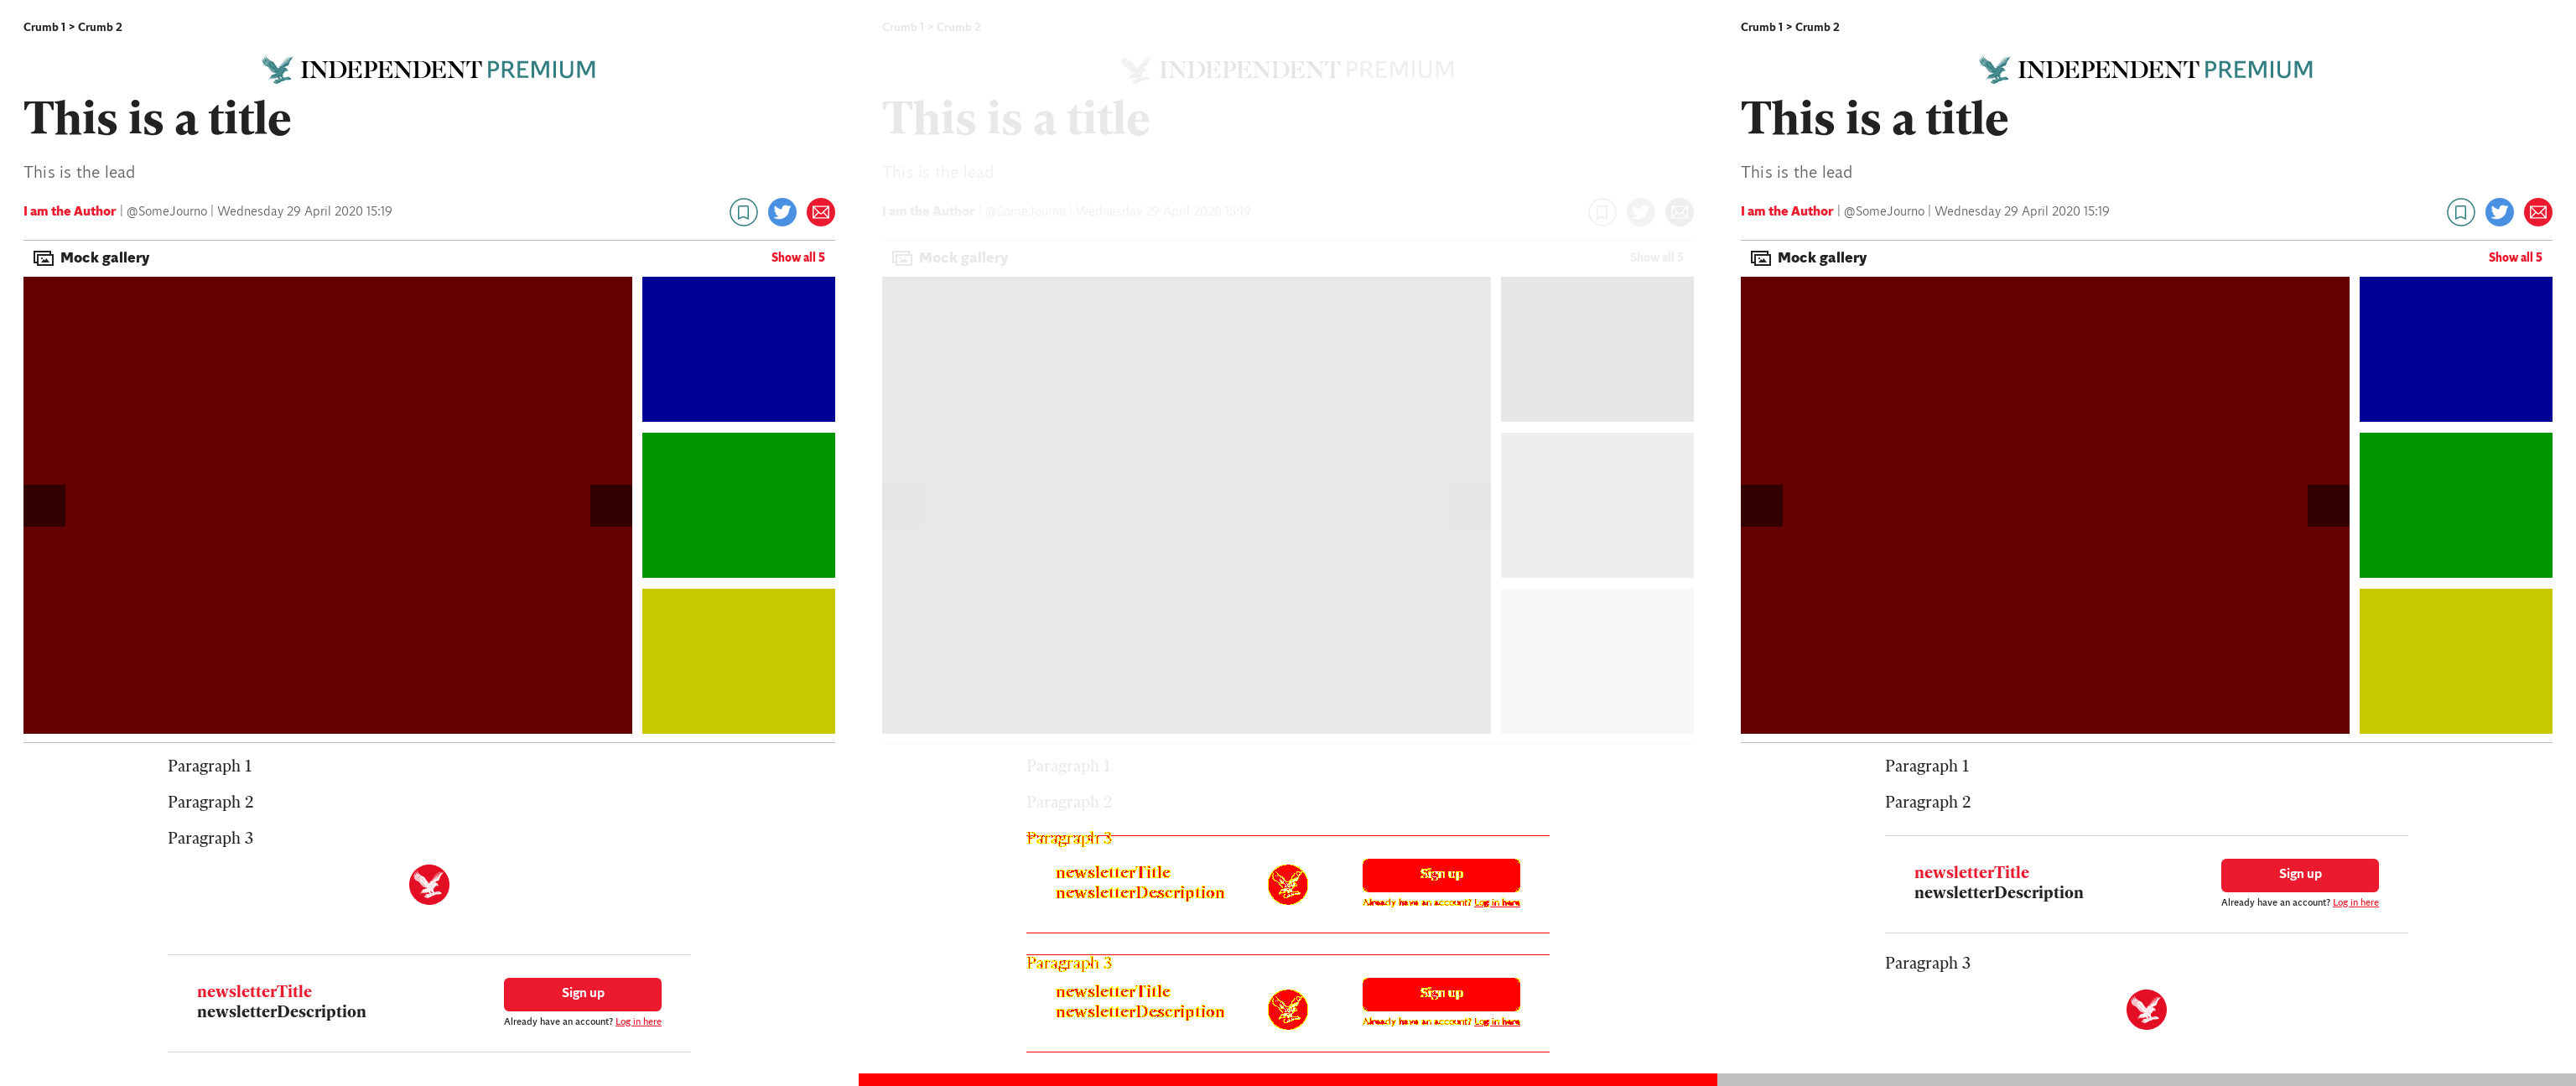 Crumb 1 > Crumb 2
INDEPENDENT PREMIUM
This is a title
This is the lead
I am the Author | @SomeJourno | Wednesday 29 April 2020 15:19
Mock gallery
Show all 5
Paragraph 1
Paragraph 2
Paragraph 3
newsletterTitle
newsletterDescription
Sign up
Already have an account? Log in here
Crumb 1 > Crumb 2
INDEPENDENT PREMIUM
This is a title
This is the lead
I am the Author | @SomeJourno | Wednesday 29 April 2020 15:19
Mock gallery
Show all 5
Paragraph 1
Paragraph 2
Paragraph 3
newsletterTitle
newsletterDescription
Sign up
Already have an account? Log in here
Paragraph 3
newsletterTitle
newsletterDescription
Sign up
Already have an account? Log in here
Crumb 1 > Crumb 2
INDEPENDENT PREMIUM
This is a title
This is the lead
I am the Author | @SomeJourno | Wednesday 29 April 2020 15:19
Mock gallery
Show all 5
Paragraph 1
Paragraph 2
newsletterTitle
newsletterDescription
Sign up
Already have an account? Log in here
Paragraph 3